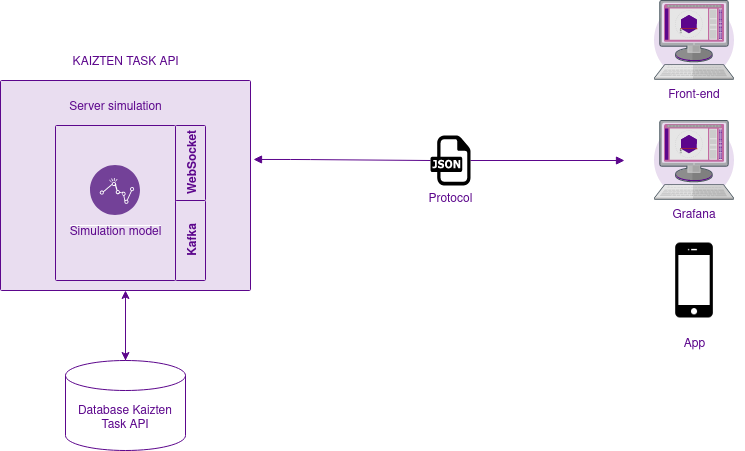 KAIZTEN TASK API
Server simulation
WebSocket
Simulation model
Kafka
JSON
Protocol
Front-end
Grafana
App
Database Kaizten
Task API